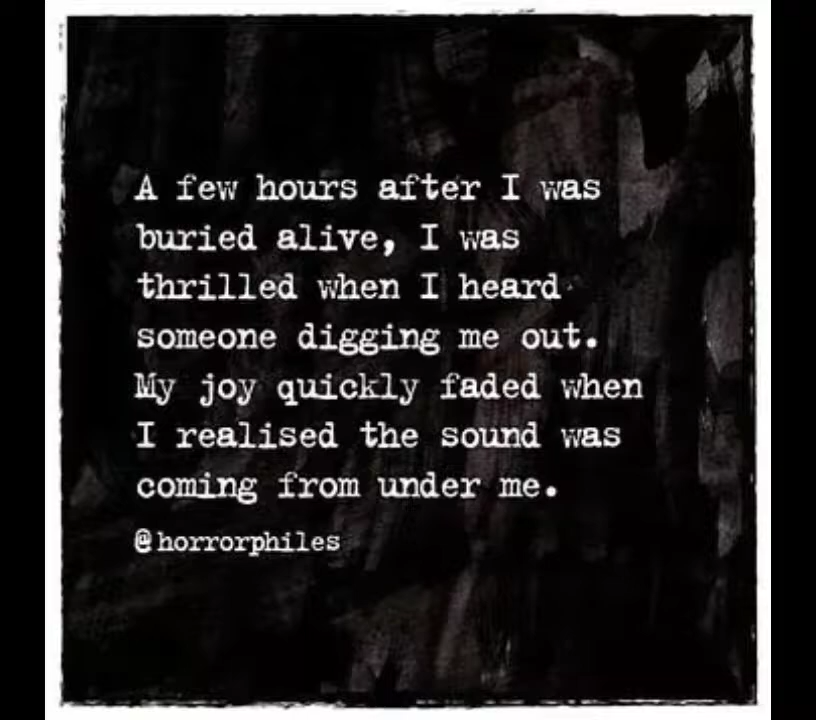 A few hours after I was
buried alive, I was
thrilled when I heard
someone digging me out.
My joy quickly faded when
I realised the sound was
coming from under me.
@horrorphiles